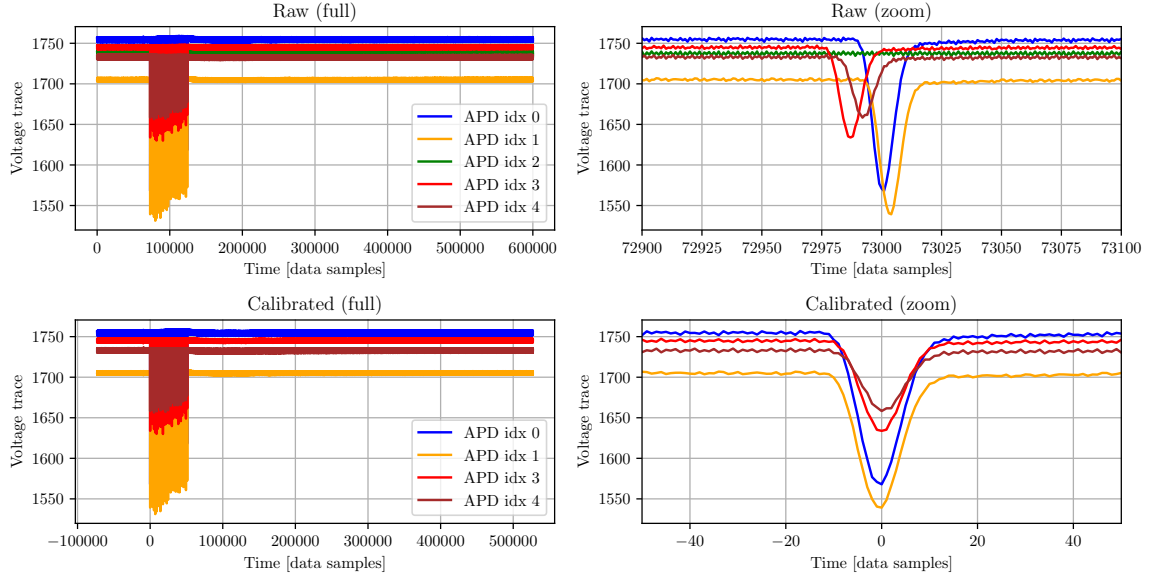 Raw (full)
Voltage trace
1750
1700
1650
1600
1550
APD idx 0
APD idx 1
APD idx 2
APD idx 3
APD idx 4
0 100000 200000 300000 400000 500000 600000
Time [data samples]
Raw (zoom)
Voltage trace
1750
1700
1650
1600
1550
72900 72925 72950 72975 73000 73025 73050 73075 73100
Time [data samples]
Calibrated (full)
Voltage trace
1750
1700
1650
1600
1550
APD idx 0
APD idx 1
APD idx 3
APD idx 4
−100000 0 100000 200000 300000 400000 500000
Time [data samples]
Calibrated (zoom)
Voltage trace
1750
1700
1650
1600
1550
−40 −20 0 20 40
Time [data samples]